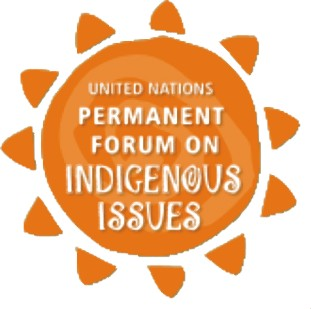 UNITED NATIONS
PERMANENT
FORUM ON
INDIGENOUS
ISSUES